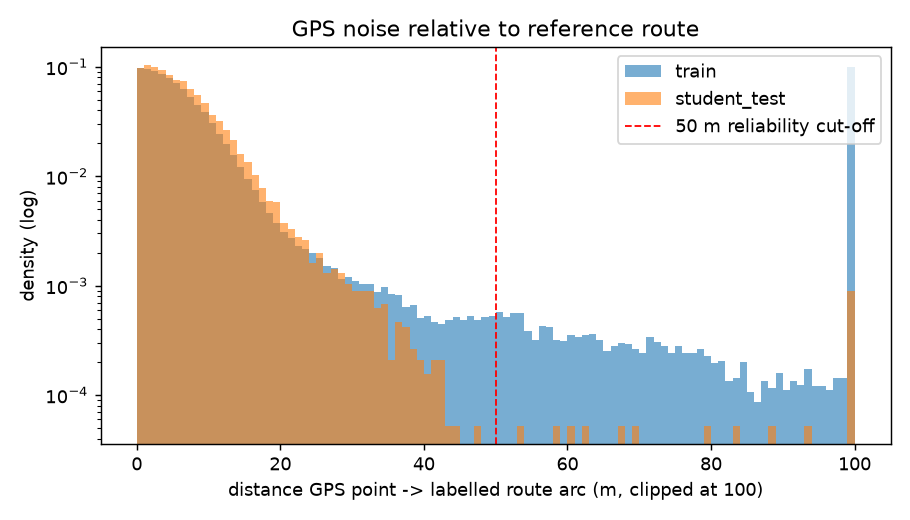 GPS noise relative to reference route
train
student_test
50 m reliability cut-off
density (log)
10⁻¹
10⁻²
10⁻³
10⁻⁴
0 20 40 60 80 100
distance GPS point -> labelled route arc (m, clipped at 100)